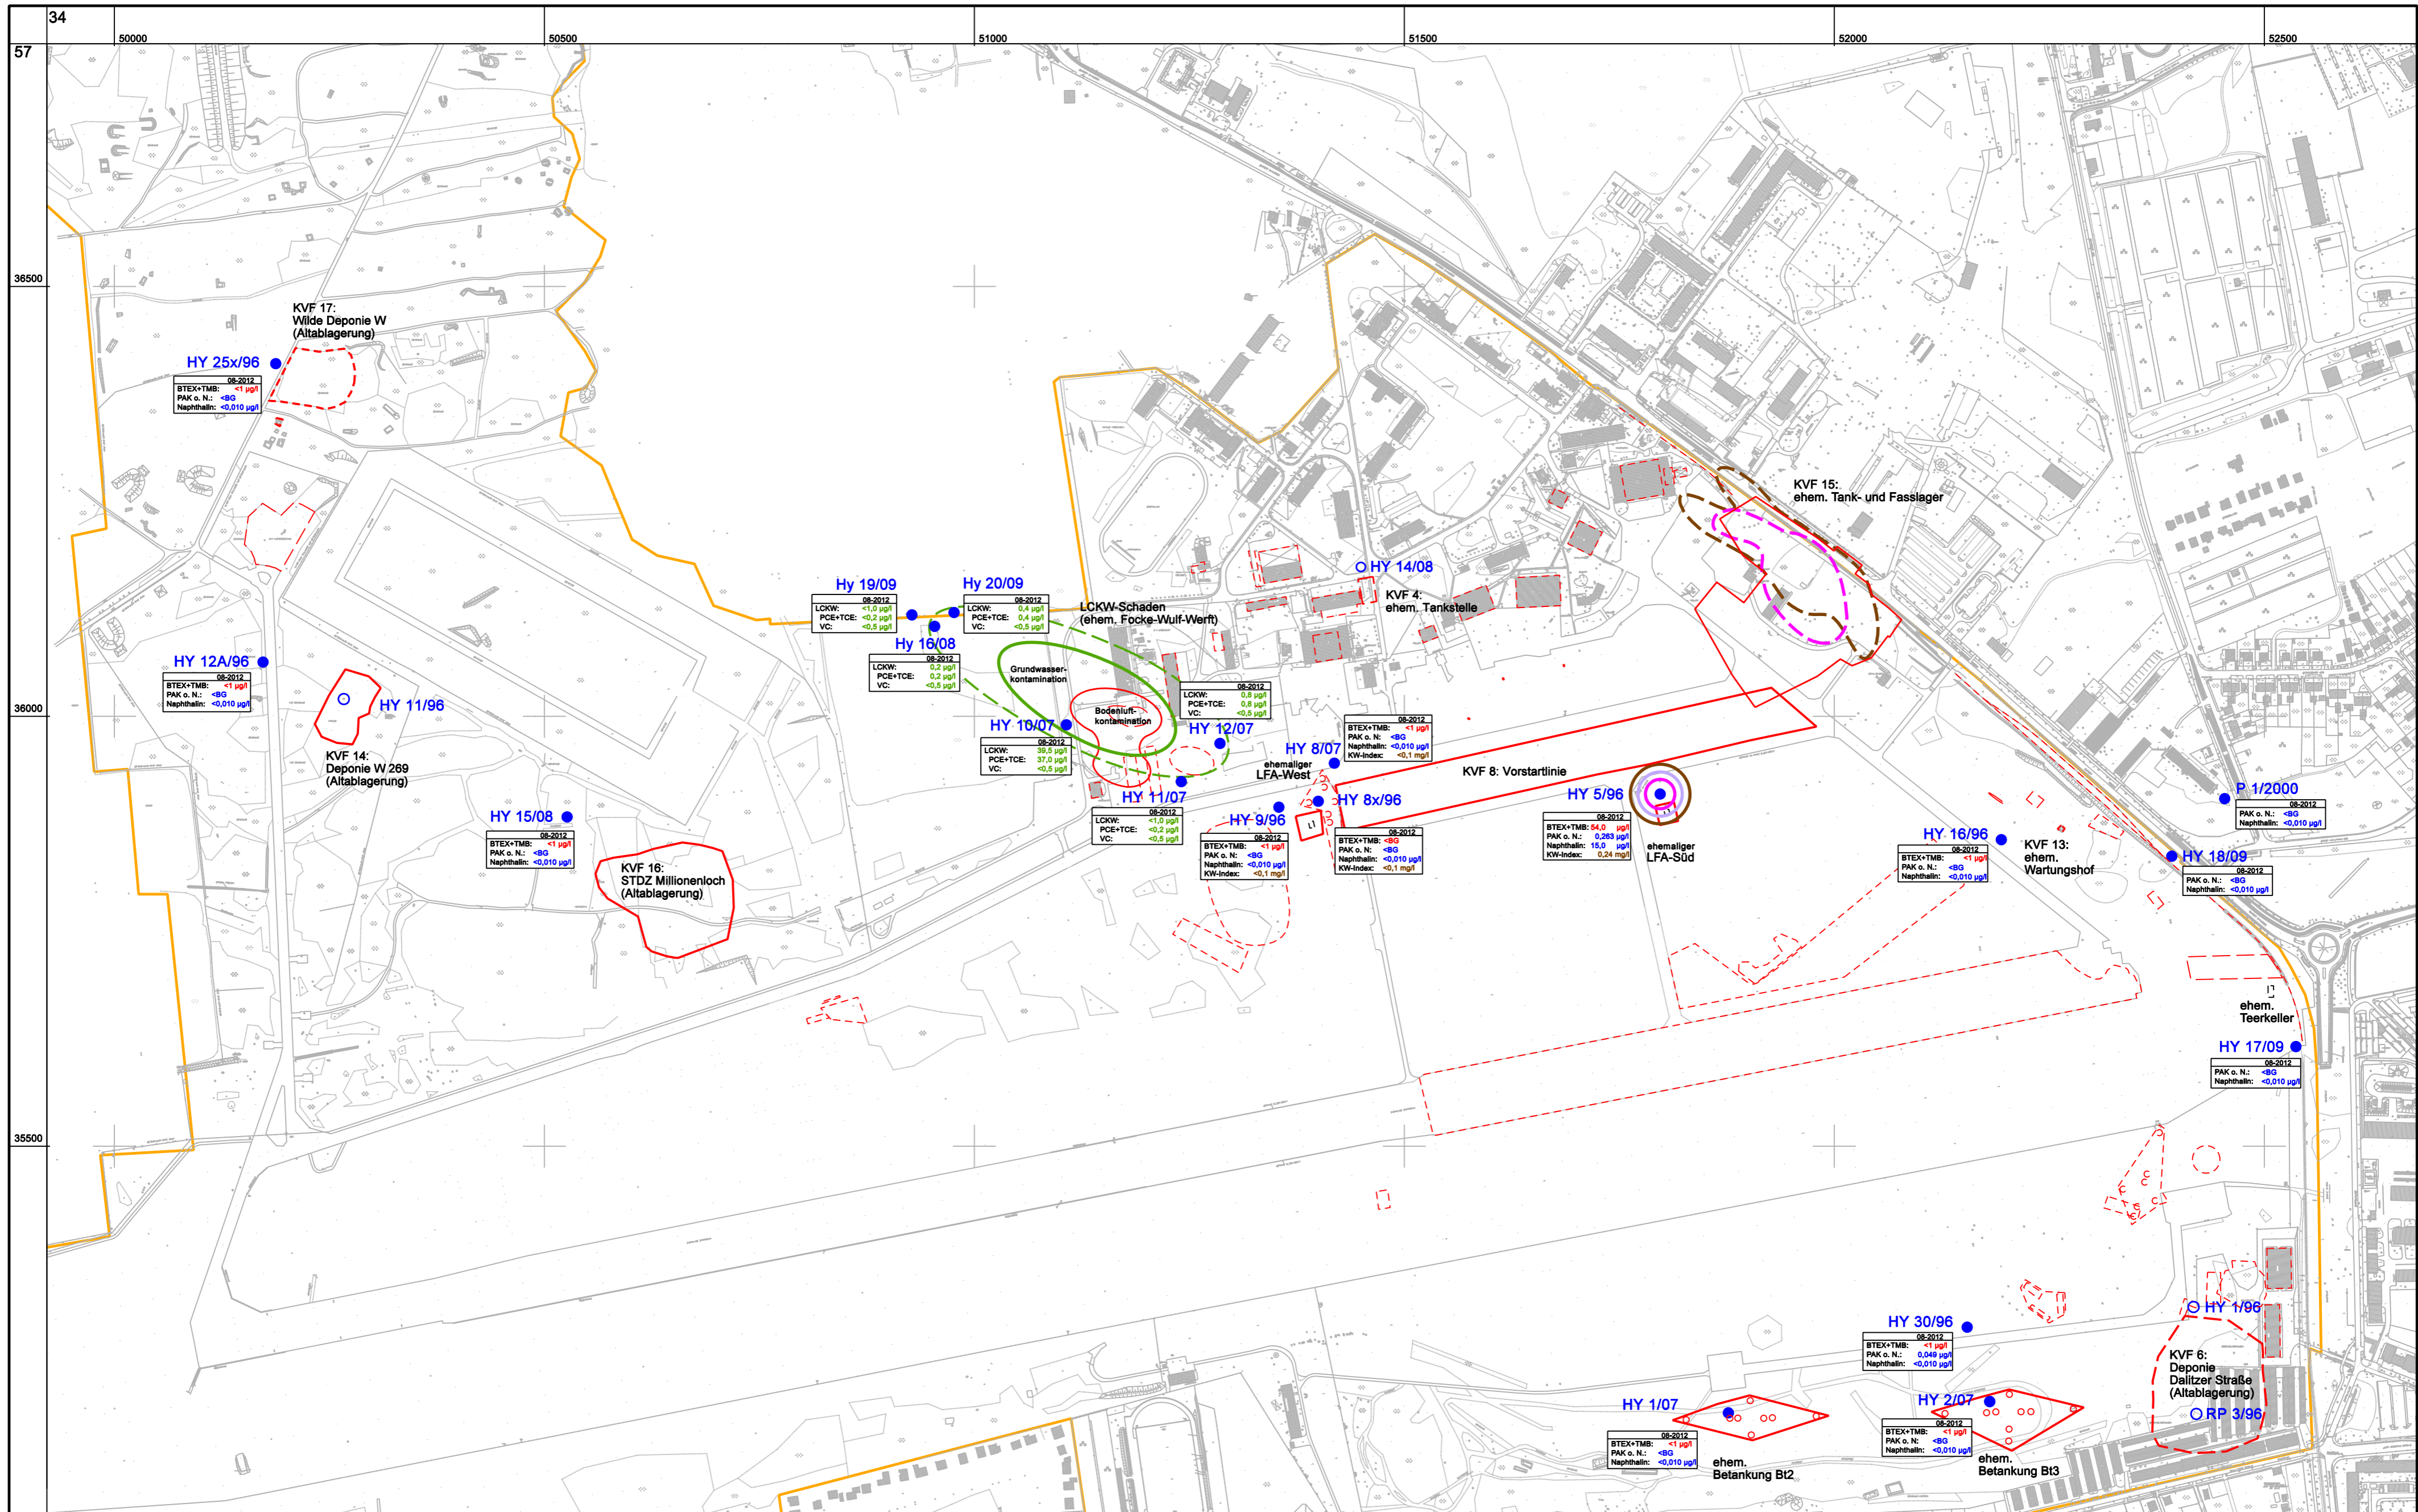 34
57
50000
50500
51000
51500
52000
52500
36500
36000
35500
KVF 17:
Wilde Deponie W
(Altablagerung)
HY 25x/96
08-2012
BTEX+TMB: <1 µg/l
PAK o. N.: <BG
Naphthalin: <0,010 µg/l
KVF 15:
ehem. Tank- und Fasslager
HY 14/08
KVF 4:
ehem. Tankstelle
Hy 19/09
08-2012
LCKW: <1,0 µg/l
PCE+TCE: <0,2 µg/l
VC: <0,5 µg/l
Hy 20/09
08-2012
LCKW: 0,4 µg/l
PCE+TCE: 0,4 µg/l
VC: <0,5 µg/l
LCKW-Schaden
(ehem. Focke-Wulf-Werft)
Hy 16/08
08-2012
LCKW: 0,2 µg/l
PCE+TCE: 0,2 µg/l
VC: <0,5 µg/l
Grundwasser-
kontamination
Bodenluft-
kontamination
HY 12A/96
08-2012
BTEX+TMB: <1 µg/l
PAK o. N.: <BG
Naphthalin: <0,010 µg/l
HY 11/96
KVF 14:
Deponie W 269
(Altablagerung)
08-2012
LCKW: 0,8 µg/l
PCE+TCE: 0,8 µg/l
VC: <0,5 µg/l
HY 12/07
HY 10/07
08-2012
LCKW: 39,5 µg/l
PCE+TCE: 37,0 µg/l
VC: <0,5 µg/l
08-2012
BTEX+TMB: <1 µg/l
PAK o. N: <BG
Naphthalin: <0,010 µg/l
KW-Index: <0,1 mg/l
HY 8/07
ehemaliger
LFA-West
KVF 8: Vorstartlinie
HY 11/07
08-2012
LCKW: <1,0 µg/l
PCE+TCE: <0,2 µg/l
VC: <0,5 µg/l
HY 9/96
08-2012
BTEX+TMB: <1 µg/l
PAK o. N: <BG
Naphthalin: <0,010 µg/l
KW-Index: <0,1 mg/l
HY 8x/96
08-2012
BTEX+TMB: <BG
PAK o. N: <BG
Naphthalin: <0,010 µg/l
KW-Index: <0,1 mg/l
HY 5/96
08-2012
BTEX+TMB: 54,0 µg/l
PAK o. N.: 0,263 µg/l
Naphthalin: 15,0 µg/l
KW-Index: 0,24 mg/l
ehemaliger
LFA-Süd
HY 15/08
08-2012
BTEX+TMB: <1 µg/l
PAK o. N.: <BG
Naphthalin: <0,010 µg/l
KVF 16:
STDZ Millionenloch
(Altablagerung)
P 1/2000
08-2012
PAK o. N.: <BG
Naphthalin: <0,010 µg/l
HY 16/96
08-2012
BTEX+TMB: <1 µg/l
PAK o. N.: <BG
Naphthalin: <0,010 µg/l
KVF 13:
ehem.
Wartungshof
HY 18/09
08-2012
PAK o. N.: <BG
Naphthalin: <0,010 µg/l
ehem.
Teerkeller
HY 17/09
08-2012
PAK o. N.: <BG
Naphthalin: <0,010 µg/l
HY 1/96
HY 30/96
08-2012
BTEX+TMB: <1 µg/l
PAK o. N.: 0,049 µg/l
Naphthalin: <0,010 µg/l
KVF 6:
Deponie
Dalitzer Straße
(Altablagerung)
RP 3/96
HY 1/07
08-2012
BTEX+TMB: <1 µg/l
PAK o. N.: <BG
Naphthalin: <0,010 µg/l
ehem.
Betankung Bt2
HY 2/07
08-2012
BTEX+TMB: <1 µg/l
PAK o. N: <BG
Naphthalin: <0,010 µg/l
ehem.
Betankung Bt3